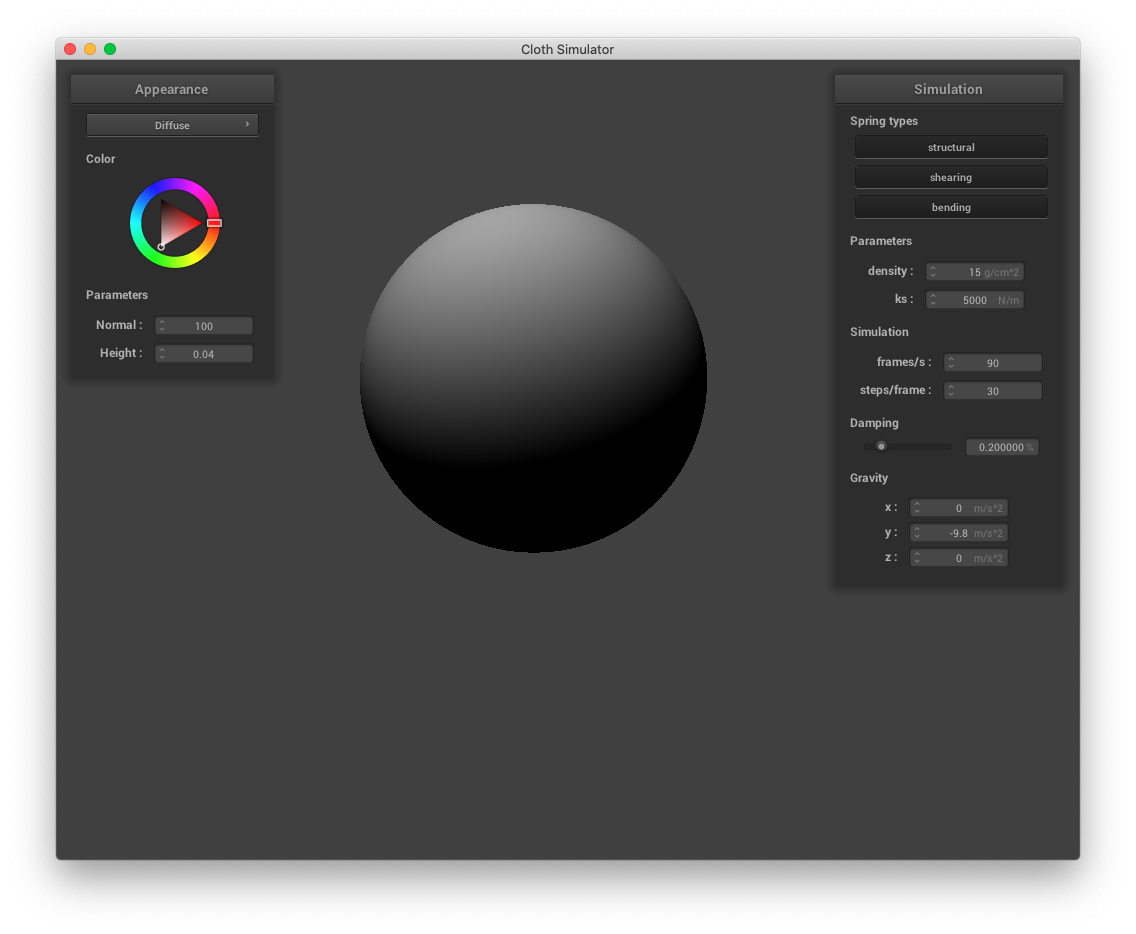 Cloth Simulator
Appearance
Diffuse ›
Color
Parameters
Normal : 100
Height : 0.04
Simulation
Spring types
structural
shearing
bending
Parameters
density : 15 g/cm^2
ks : 5000 N/m
Simulation
frames/s : 90
steps/frame : 30
Damping
0.200000 %
Gravity
x : 0 m/s^2
y : -9.8 m/s^2
z : 0 m/s^2